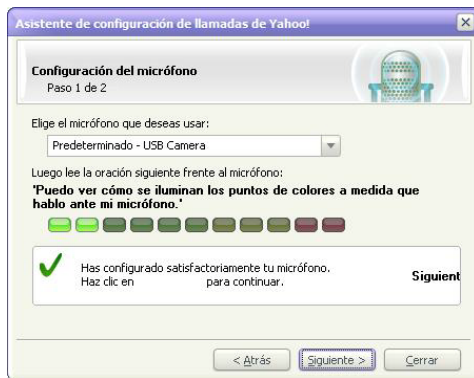 Asistente de configuración de llamadas de Yahoo!
Configuración del micrófono
Paso 1 de 2
Elige el micrófono que deseas usar:
Predeterminado - USB Camera
Luego lee la oración siguiente frente al micrófono:
'Puedo ver cómo se iluminan los puntos de colores a medida que
hablo ante mi micrófono.'
Has configurado satisfactoriamente tu micrófono.
Haz clic en para continuar. Siguient
< Atrás Siguiente > Cerrar